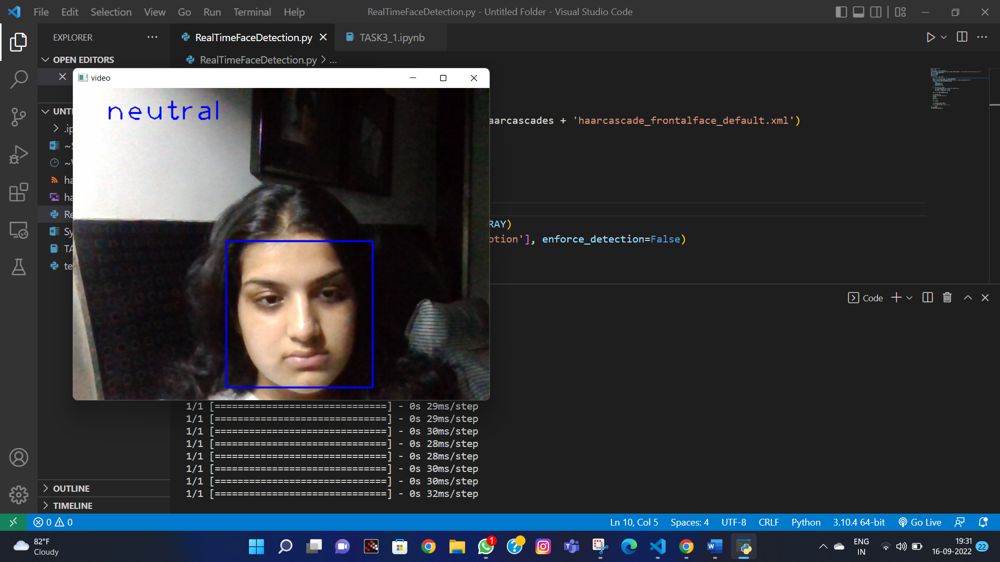 File Edit Selection View Go Run Terminal Help
RealTimeFaceDetection.py - Untitled Folder - Visual Studio Code
EXPLORER
RealTimeFaceDetection.py
TASK3_1.ipynb
OPEN EDITORS
RealTimeFaceDetection.py > ...
video
neutral
UNTI
.ip
~
~
ha
ha
Re
Sy
TA
te
aarcascades + 'haarcascade_frontalface_default.xml')
RAY)
otion'], enforce_detection=False)
Code
1/1 [==============================] - 0s 29ms/step
1/1 [==============================] - 0s 29ms/step
1/1 [==============================] - 0s 30ms/step
1/1 [==============================] - 0s 28ms/step
1/1 [==============================] - 0s 28ms/step
1/1 [==============================] - 0s 30ms/step
1/1 [==============================] - 0s 30ms/step
1/1 [==============================] - 0s 32ms/step
OUTLINE
TIMELINE
0 0
Ln 10, Col 5 Spaces: 4 UTF-8 CRLF Python 3.10.4 64-bit Go Live
82°F
Cloudy
1
ENG
IN
19:31
16-09-2022
22